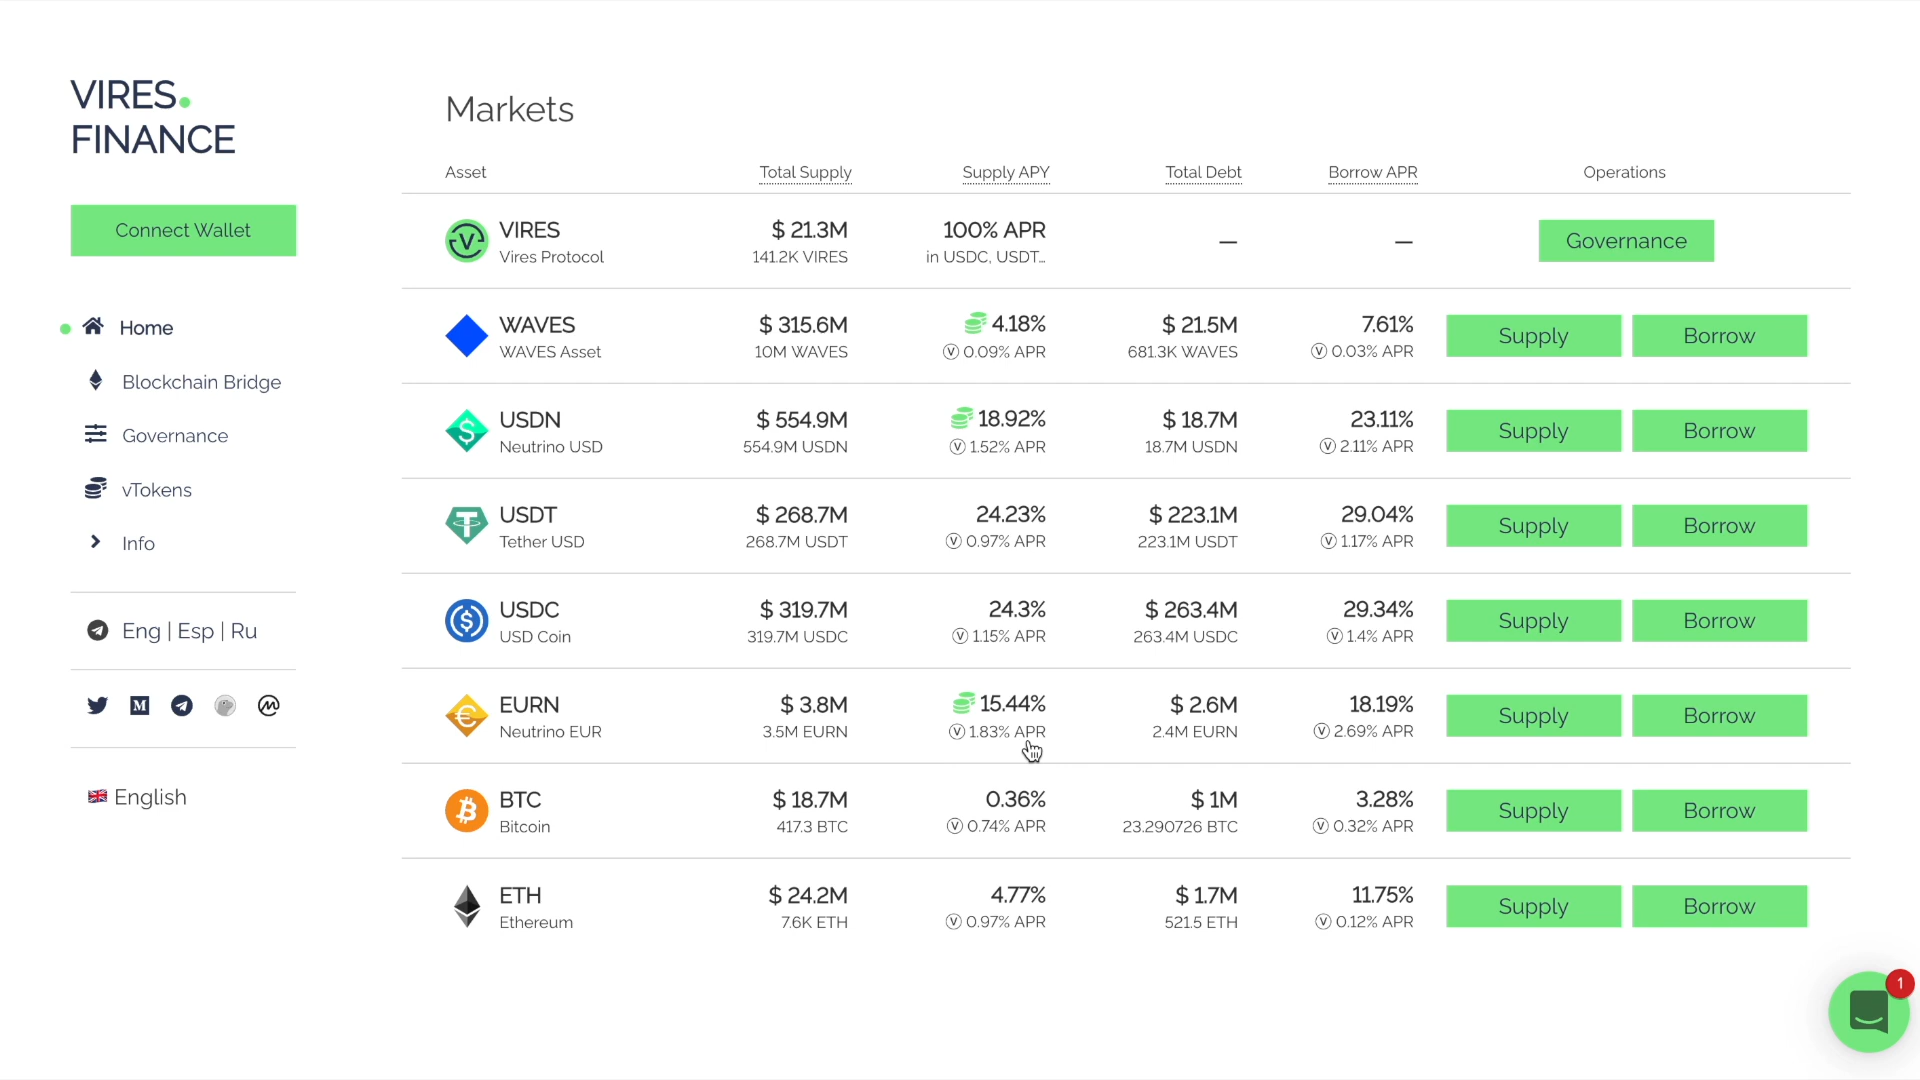 VIRES.
FINANCE
Connect Wallet
Home
Blockchain Bridge
Governance
vTokens
Info
Eng | Esp | Ru
English
Markets
Asset Total Supply Supply APY Total Debt Borrow APR Operations
VIRES $ 21.3M 100% APR — — Governance
Vires Protocol 141.2K VIRES in USDC, USDT...
WAVES $ 315.6M 4.18% $ 21.5M 7.61% Supply Borrow
WAVES Asset 10M WAVES V 0.09% APR 681.3K WAVES V 0.03% APR
USDN $ 554.9M 18.92% $ 18.7M 23.11% Supply Borrow
Neutrino USD 554.9M USDN V 1.52% APR 18.7M USDN V 2.11% APR
USDT $ 268.7M 24.23% $ 223.1M 29.04% Supply Borrow
Tether USD 268.7M USDT V 0.97% APR 223.1M USDT V 1.17% APR
USDC $ 319.7M 24.3% $ 263.4M 29.34% Supply Borrow
USD Coin 319.7M USDC V 1.15% APR 263.4M USDC V 1.4% APR
EURN $ 3.8M 15.44% $ 2.6M 18.19% Supply Borrow
Neutrino EUR 3.5M EURN V 1.83% APR 2.4M EURN V 2.69% APR
BTC $ 18.7M 0.36% $ 1M 3.28% Supply Borrow
Bitcoin 417.3 BTC V 0.74% APR 23.290726 BTC V 0.32% APR
ETH $ 24.2M 4.77% $ 1.7M 11.75% Supply Borrow
Ethereum 7.6K ETH V 0.97% APR 521.5 ETH V 0.12% APR
1